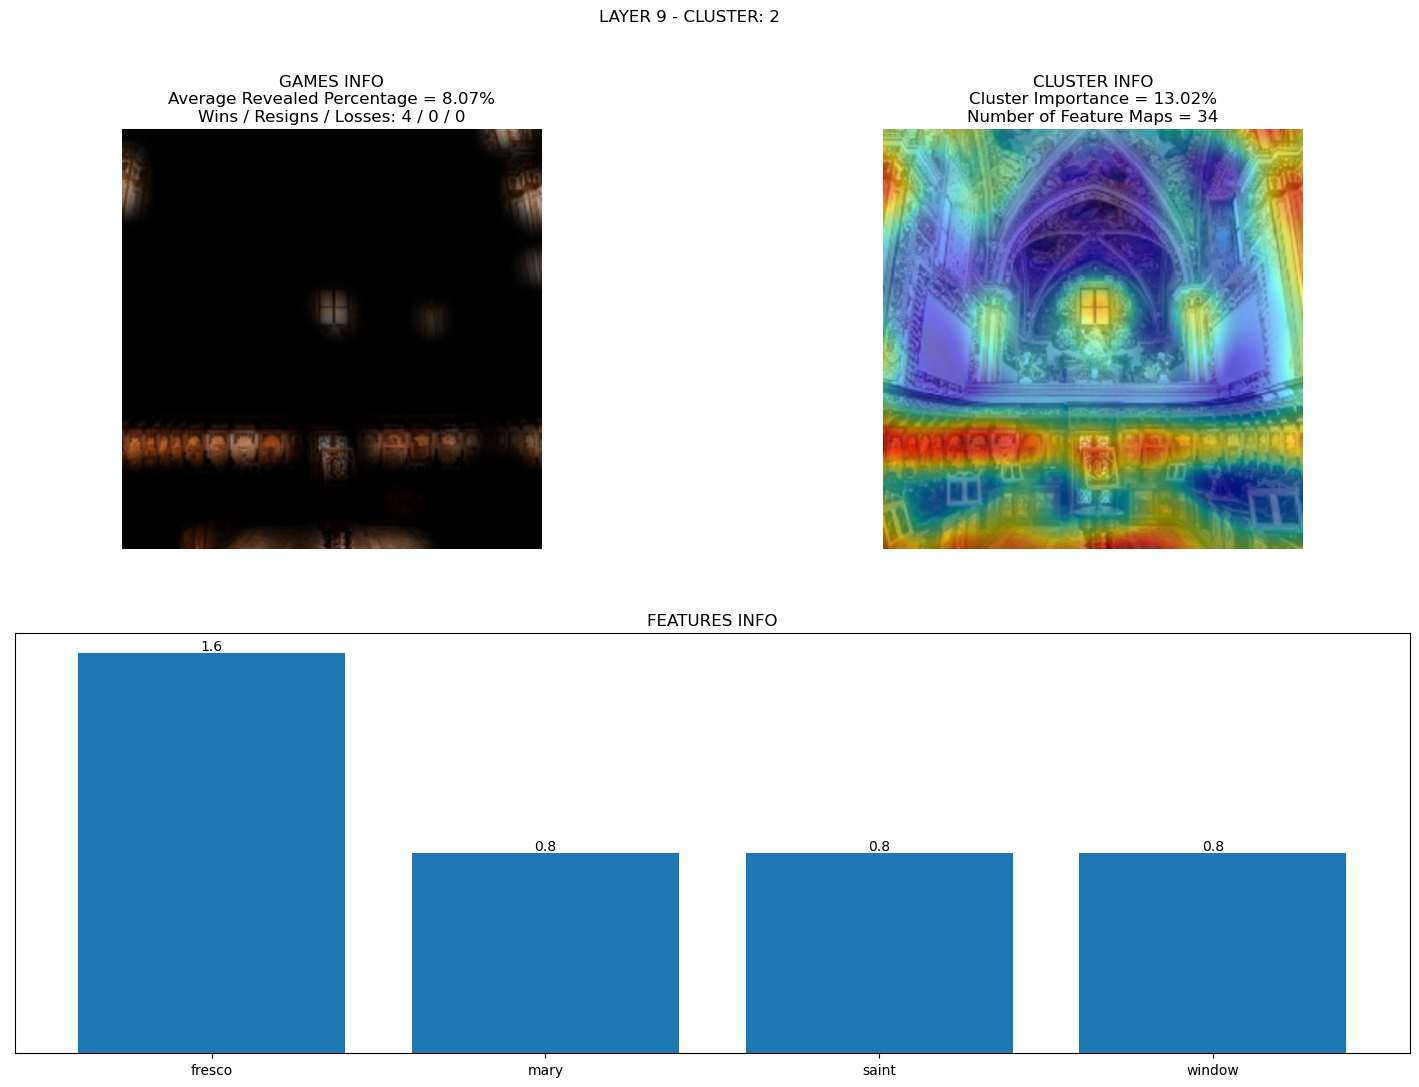 LAYER 9 - CLUSTER: 2
GAMES INFO
Average Revealed Percentage = 8.07%
Wins / Resigns / Losses: 4 / 0 / 0
CLUSTER INFO
Cluster Importance = 13.02%
Number of Feature Maps = 34
FEATURES INFO
1.6
0.8
0.8
0.8
fresco
mary
saint
window